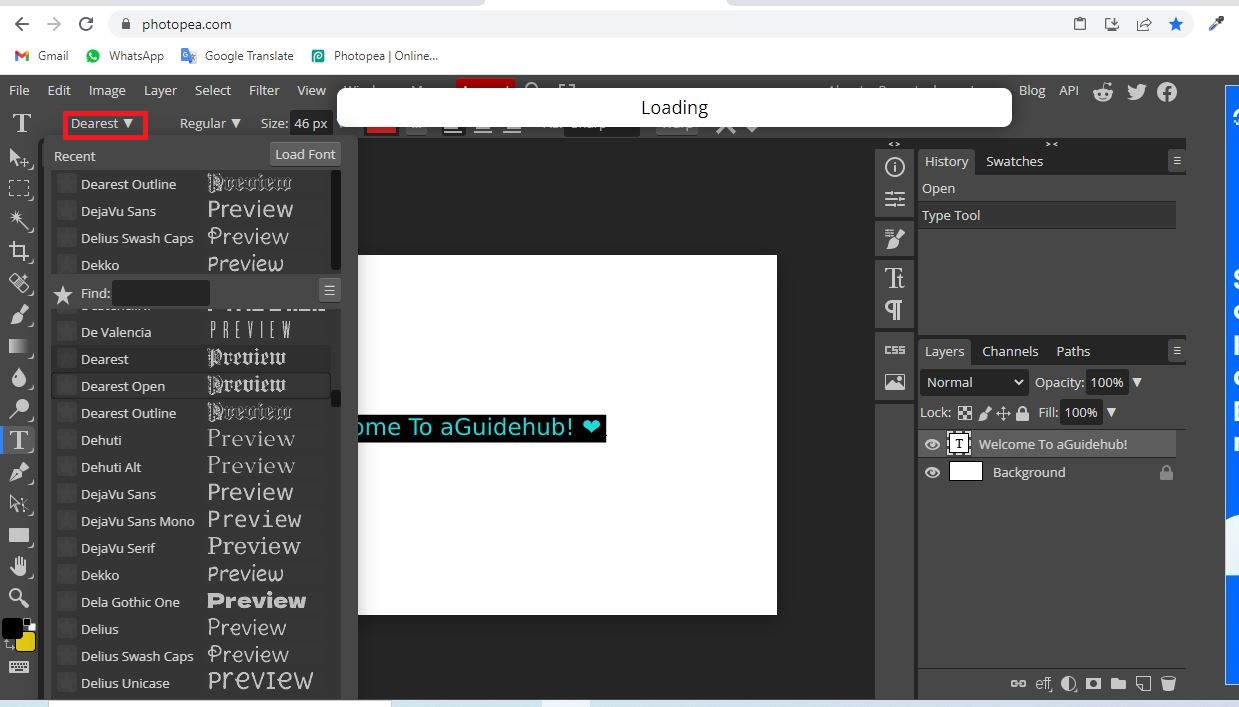 photopea.com
Gmail WhatsApp Google Translate Photopea | Online...
File Edit Image Layer Select Filter View
Blog API
Loading
Dearest ▼ Regular ▼ Size: 46 px
Recent Load Font
Dearest Outline Preview
DejaVu Sans Preview
Delius Swash Caps Preview
Dekko Preview
Find:
De Valencia PREVIEW
Dearest Preview
Dearest Open Preview
Dearest Outline Preview
Dehuti Preview
Dehuti Alt Preview
DejaVu Sans Preview
DejaVu Sans Mono Preview
DejaVu Serif Preview
Dekko Preview
Dela Gothic One Preview
Delius Preview
Delius Swash Caps Preview
Delius Unicase Preview
ome To aGuidehub! ❤
History Swatches
Open
Type Tool
CSS
Layers Channels Paths
Normal Opacity: 100% ▼
Lock: Fill: 100% ▼
T Welcome To aGuidehub!
Background
eff